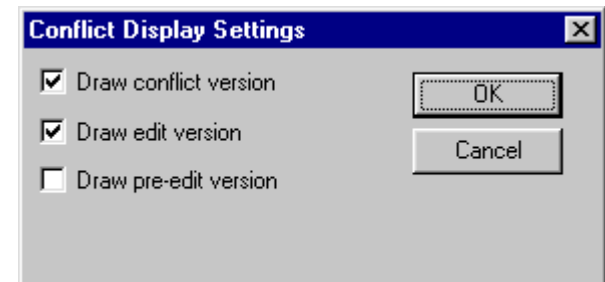 Conflict Display Settings
Draw conflict version
OK
Draw edit version
Cancel
Draw pre-edit version